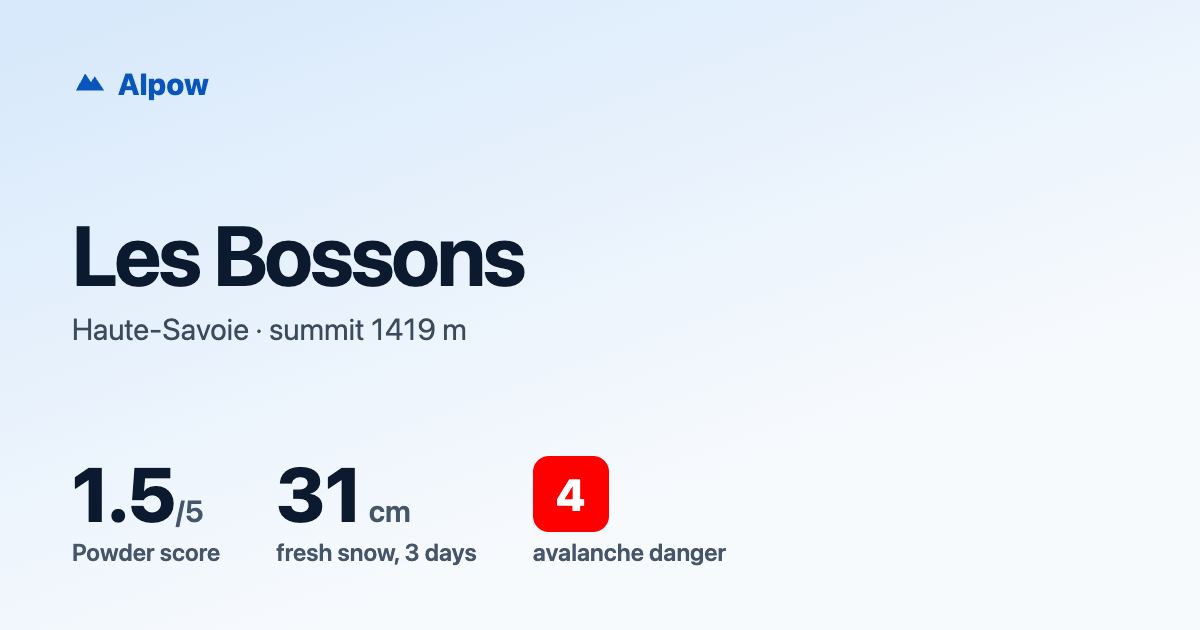 Alpow
Les Bossons
Haute-Savoie · summit 1419 m
1.5/5
Powder score
31 cm
fresh snow, 3 days
4
avalanche danger